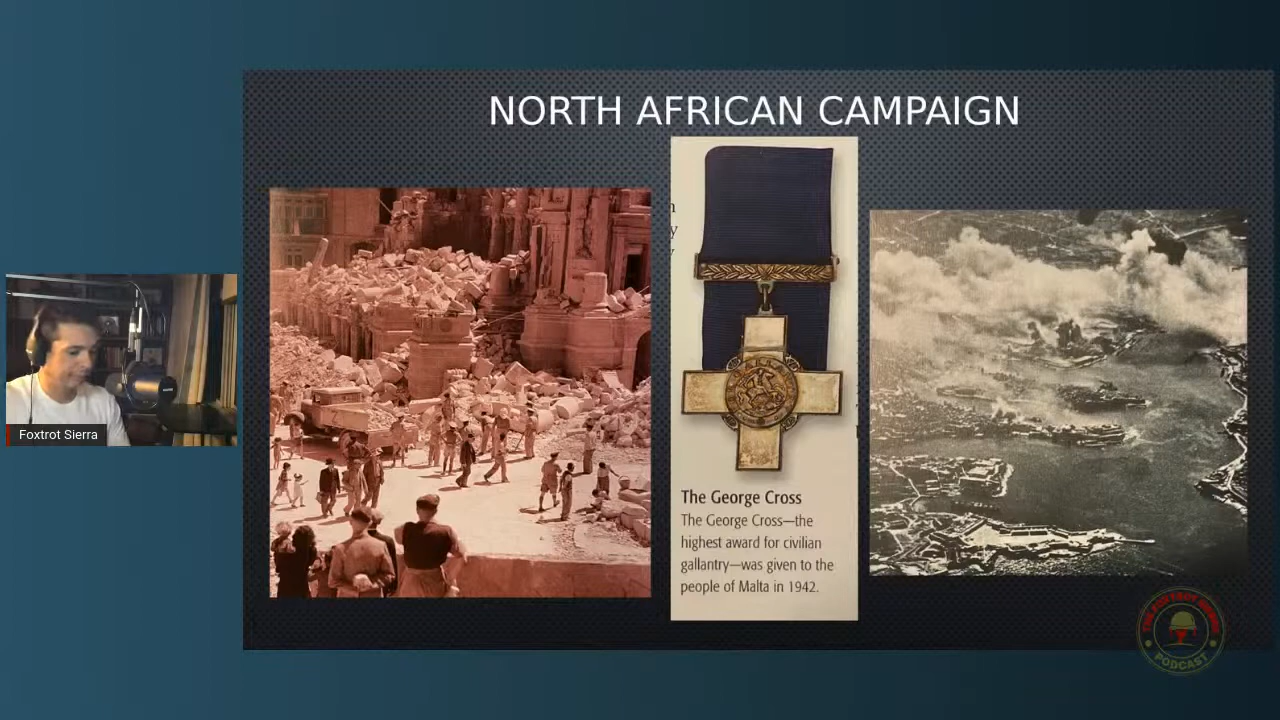 NORTH AFRICAN CAMPAIGN
Foxtrot Sierra
The George Cross
The George Cross—the
highest award for civilian
gallantry—was given to the
people of Malta in 1942.
PODCAST